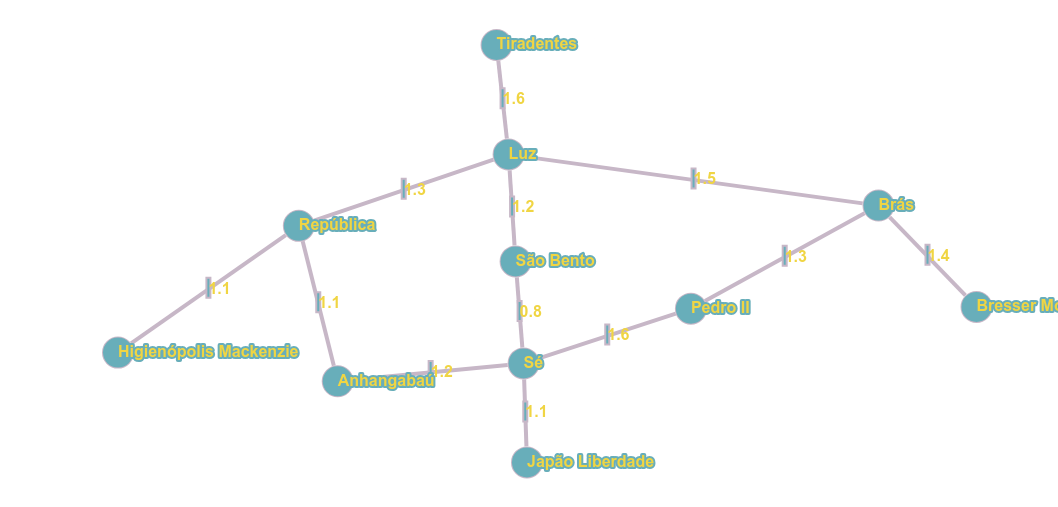 Tiradentes
1.6
Luz
1.3
1.5
1.2
Brás
República
São Bento
1.3
1.4
1.1
1.1
0.8
Pedro II
Bresser Mo
1.6
Higienópolis Mackenzie
Sé
1.2
Anhangabaú
1.1
Japão Liberdade